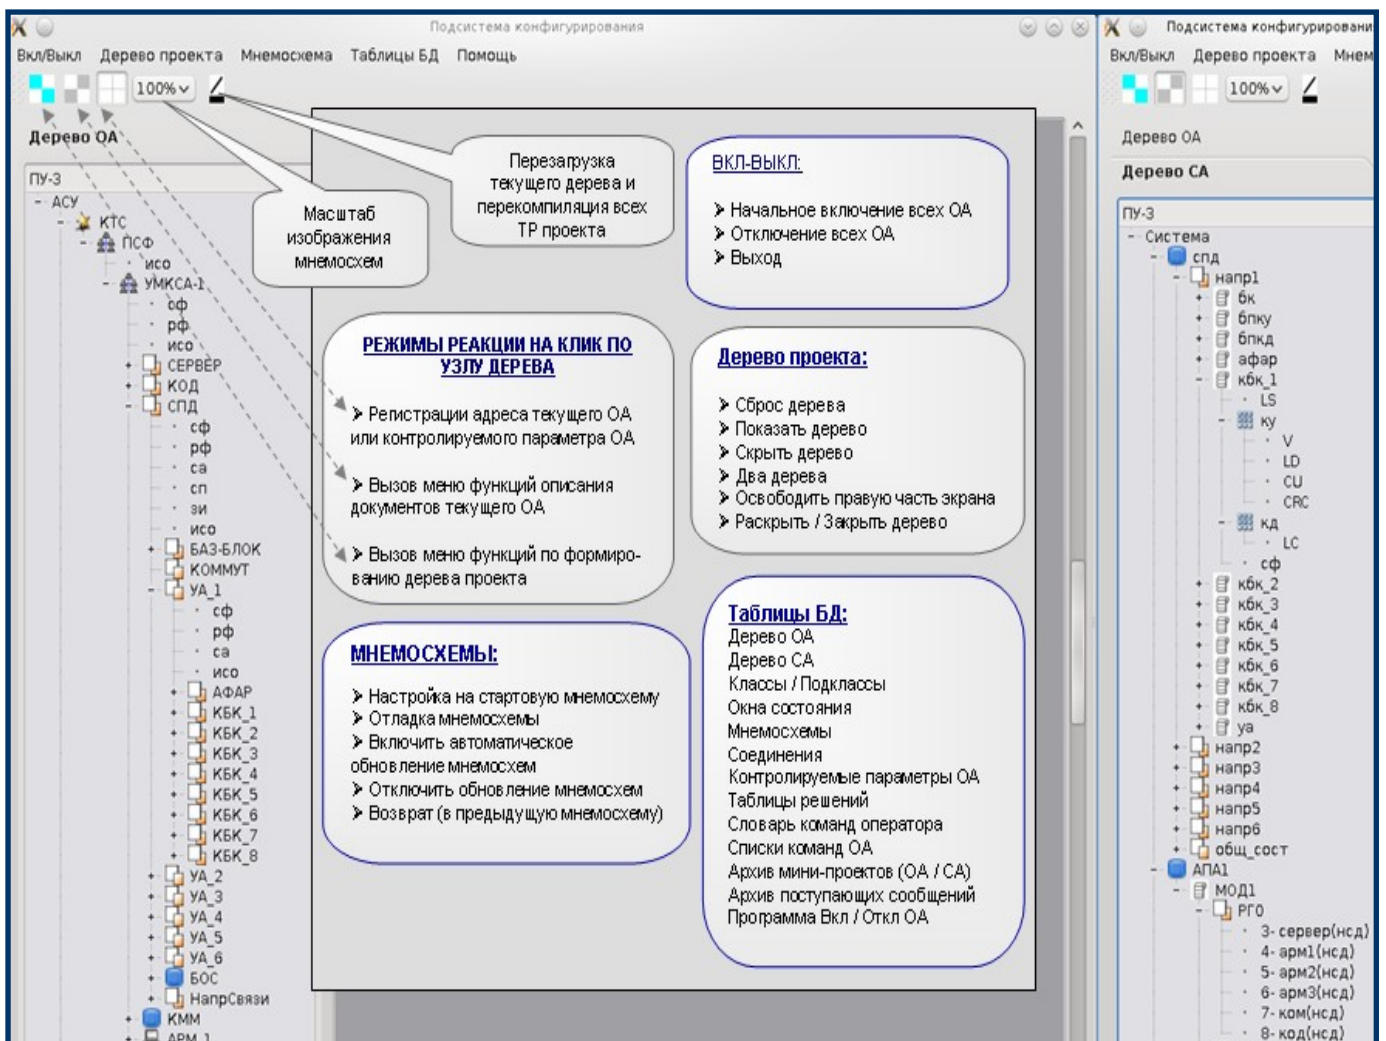 Подсистема конфигурирования
Вкл/Выкл Дерево проекта Мнемосхема Таблицы БД Помощь
100%
Дерево ОА
ПУ-3
АСУ
КТС
ПСФ
исо
УМКСА-1
сф
рф
исо
СЕРВЕР
КОД
СПД
сф
рф
са
сп
зи
исо
БАЗ-БЛОК
КОММУТ
УА_1
сф
рф
са
исо
АФАР
КБК_1
КБК_2
КБК_3
КБК_4
КБК_5
КБК_6
КБК_7
КБК_8
УА_2
УА_3
УА_4
УА_5
УА_6
БОС
НапрСвязи
КММ
АРМ_1
Масштаб
изображения
мнемосхем
Перезагрузка
текущего дерева и
перекомпиляция всех
ТР проекта
ВКЛ-ВЫКЛ:
➢ Начальное включение всех ОА
➢ Отключение всех ОА
➢ Выход
РЕЖИМЫ РЕАКЦИИ НА КЛИК ПО
УЗЛУ ДЕРЕВА
➢ Регистрации адреса текущего ОА
или контролируемого параметра ОА
➢ Вызов меню функций описания
документов текущего ОА
➢ Вызов меню функций по формиро-
ванию дерева проекта
Дерево проекта:
➢ Сброс дерева
➢ Показать дерево
➢ Скрыть дерево
➢ Два дерева
➢ Освободить правую часть экрана
➢ Раскрыть / Закрыть дерево
МНЕМОСХЕМЫ:
➢ Настройка на стартовую мнемосхему
➢ Отладка мнемосхемы
➢ Включить автоматическое
обновление мнемосхем
➢ Отключить обновление мнемосхем
➢ Возврат (в предыдущую мнемосхему)
Таблицы БД:
Дерево ОА
Дерево СА
Классы / Подклассы
Окна состояния
Мнемосхемы
Соединения
Контролируемые параметры ОА
Таблицы решений
Словарь команд оператора
Списки команд ОА
Архив мини-проектов (ОА / СА)
Архив поступающих сообщений
Программа Вкл / Откл ОА
Подсистема конфигурировани
Вкл/Выкл Дерево проекта Мнем
100%
Дерево ОА
Дерево СА
ПУ-3
Система
спд
напр1
бк
бпку
бпкд
афар
кбк_1
LS
ку
V
LD
CU
CRC
кд
LC
сф
кбк_2
кбк_3
кбк_4
кбк_5
кбк_6
кбк_7
кбк_8
уа
напр2
напр3
напр4
напр5
напр6
общ_сост
АПА1
МОД1
РГ0
3- сервер(нсд)
4- арм1(нсд)
5- арм2(нсд)
6- арм3(нсд)
7- ком(нсд)
8- код(нсд)